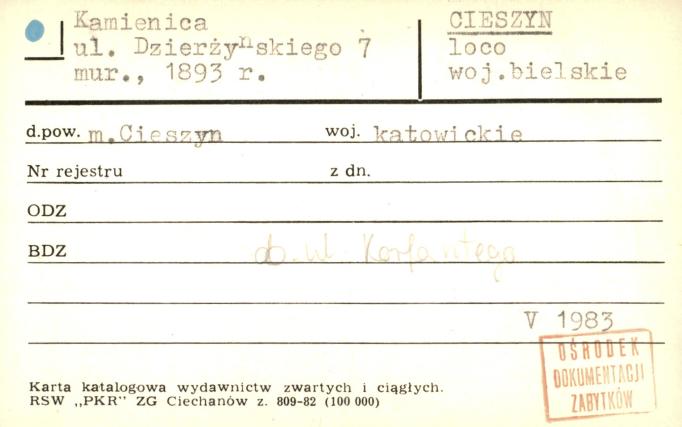 Kamienica
ul. Dzierżyńskiego 7
mur., 1893 r.
CIESZYN
loco
woj.bielskie
d.pow. m.Cieszyn woj. katowickie
Nr rejestru z dn.
ODZ
BDZ
ob. ul. Korfantego
V 1983
OŚRODEK
DOKUMENTACJI
ZABYTKÓW
Karta katalogowa wydawnictw zwartych i ciągłych.
RSW „PKR” ZG Ciechanów z. 809-82 (100 000)